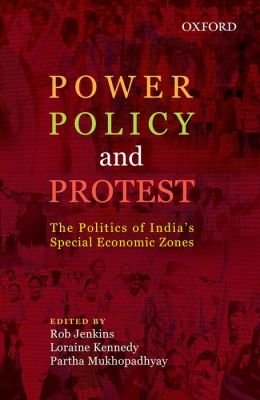 OXFORD
POWER
POLICY
and
PROTEST
The Politics of India's
Special Economic Zones
EDITED BY
Rob Jenkins
Loraine Kennedy
Partha Mukhopadhyay